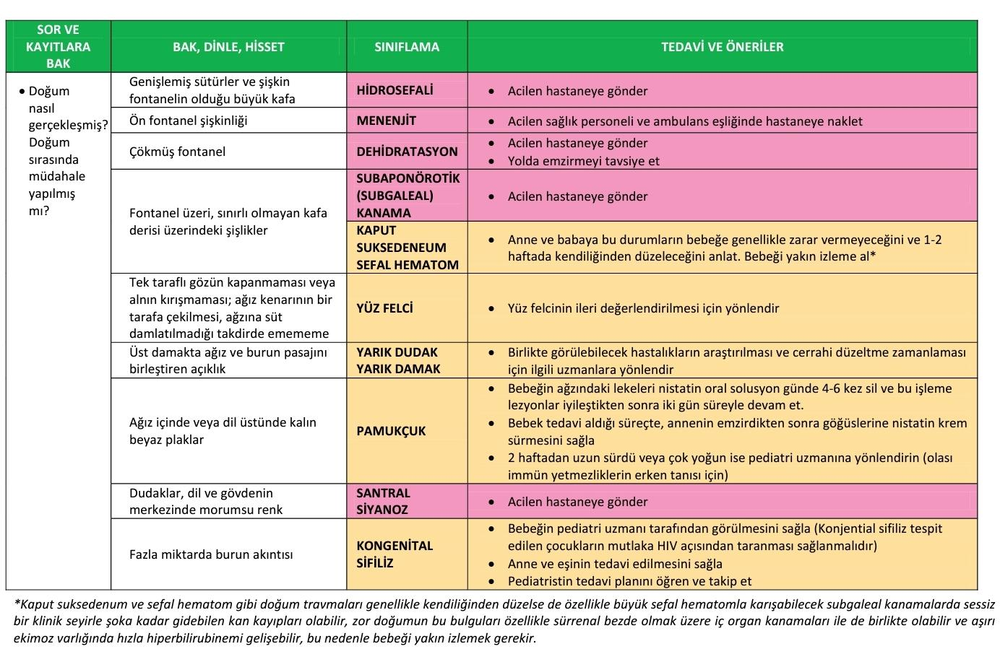 SOR VE
KAYITLARA
BAK
BAK, DİNLE, HİSSET
SINIFLAMA
TEDAVİ VE ÖNERİLER
• Doğum
nasıl
gerçekleşmiş?
Doğum
sırasında
müdahale
yapılmış
mı?
Genişlemiş sütürler ve şişkin
fontanelin olduğu büyük kafa
HİDROSEFALİ
• Acilen hastaneye gönder
Ön fontanel şişkinliği
MENENJİT
• Acilen sağlık personeli ve ambulans eşliğinde hastaneye naklet
Çökmüş fontanel
DEHİDRATASYON
• Acilen hastaneye gönder
• Yolda emzirmeyi tavsiye et
Fontanel üzeri, sınırlı olmayan kafa
derisi üzerindeki şişlikler
SUBAPONÖROTİK
(SUBGALEAL)
KANAMA
• Acilen hastaneye gönder
KAPUT
SUKSEDENEUM
SEFAL HEMATOM
• Anne ve babaya bu durumların bebeğe genellikle zarar vermeyeceğini ve 1-2
haftada kendiliğinden düzeleceğini anlat. Bebeği yakın izleme al*
Tek taraflı gözün kapanmaması veya
alnın kırışmaması; ağız kenarının bir
tarafa çekilmesi, ağzına süt
damlatılmadığı takdirde emememe
YÜZ FELCİ
• Yüz felcinin ileri değerlendirilmesi için yönlendir
Üst damakta ağız ve burun pasajını
birleştiren açıklık
YARIK DUDAK
YARIK DAMAK
• Birlikte görülebilecek hastalıkların araştırılması ve cerrahi düzeltme zamanlaması
için ilgili uzmanlara yönlendir
Ağız içinde veya dil üstünde kalın
beyaz plaklar
PAMUKÇUK
• Bebeğin ağzındaki lekeleri nistatin oral solusyon günde 4-6 kez sil ve bu işleme
lezyonlar iyileştikten sonra iki gün süreyle devam et.
• Bebek tedavi aldığı süreçte, annenin emzirdikten sonra göğüslerine nistatin krem
sürmesini sağla
• 2 haftadan uzun sürdü veya çok yoğun ise pediatri uzmanına yönlendirin (olası
immün yetmezliklerin erken tanısı için)
Dudaklar, dil ve gövdenin
merkezinde morumsu renk
SANTRAL
SİYANOZ
• Acilen hastaneye gönder
Fazla miktarda burun akıntısı
KONGENİTAL
SİFİLİZ
• Bebeğin pediatri uzmanı tarafından görülmesini sağla (Konjential sifiliz tespit
edilen çocukların mutlaka HIV açısından taranması sağlanmalıdır)
• Anne ve eşinin tedavi edilmesini sağla
• Pediatristin tedavi planını öğren ve takip et
*Kaput suksedenum ve sefal hematom gibi doğum travmaları genellikle kendiliğinden düzelse de özellikle büyük sefal hematomla karışabilecek subgaleal kanamalarda sessiz
bir klinik seyirle şoka kadar gidebilen kan kayıpları olabilir, zor doğumun bu bulguları özellikle sürrenal bezde olmak üzere iç organ kanamaları ile de birlikte olabilir ve aşırı
ekimoz varlığında hızla hiperbilirubinemi gelişebilir, bu nedenle bebeği yakın izlemek gerekir.